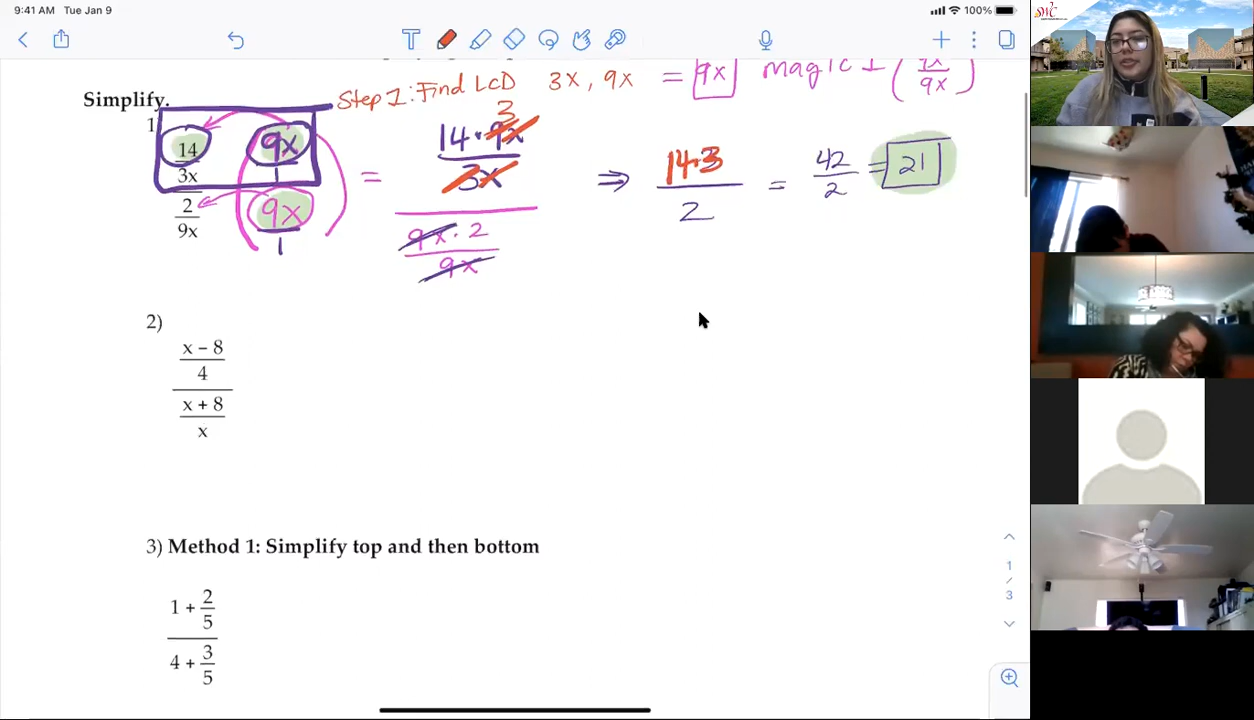 9:41 AM Tue Jan 9
100%
SWC
T
Step 1: Find LCD 3x, 9x = 9x magic 1 (9x/9x)
Simplify.
1
14/3x 9x/1 = 14 · 9x/3x 3 ⇒ 14·3/2 = 42/2 = 21
2/9x 9x/1 9x · 2/9x
2)
x – 8
4
x + 8
x
3) Method 1: Simplify top and then bottom
1 + 2/5
4 + 3/5
1
/
3